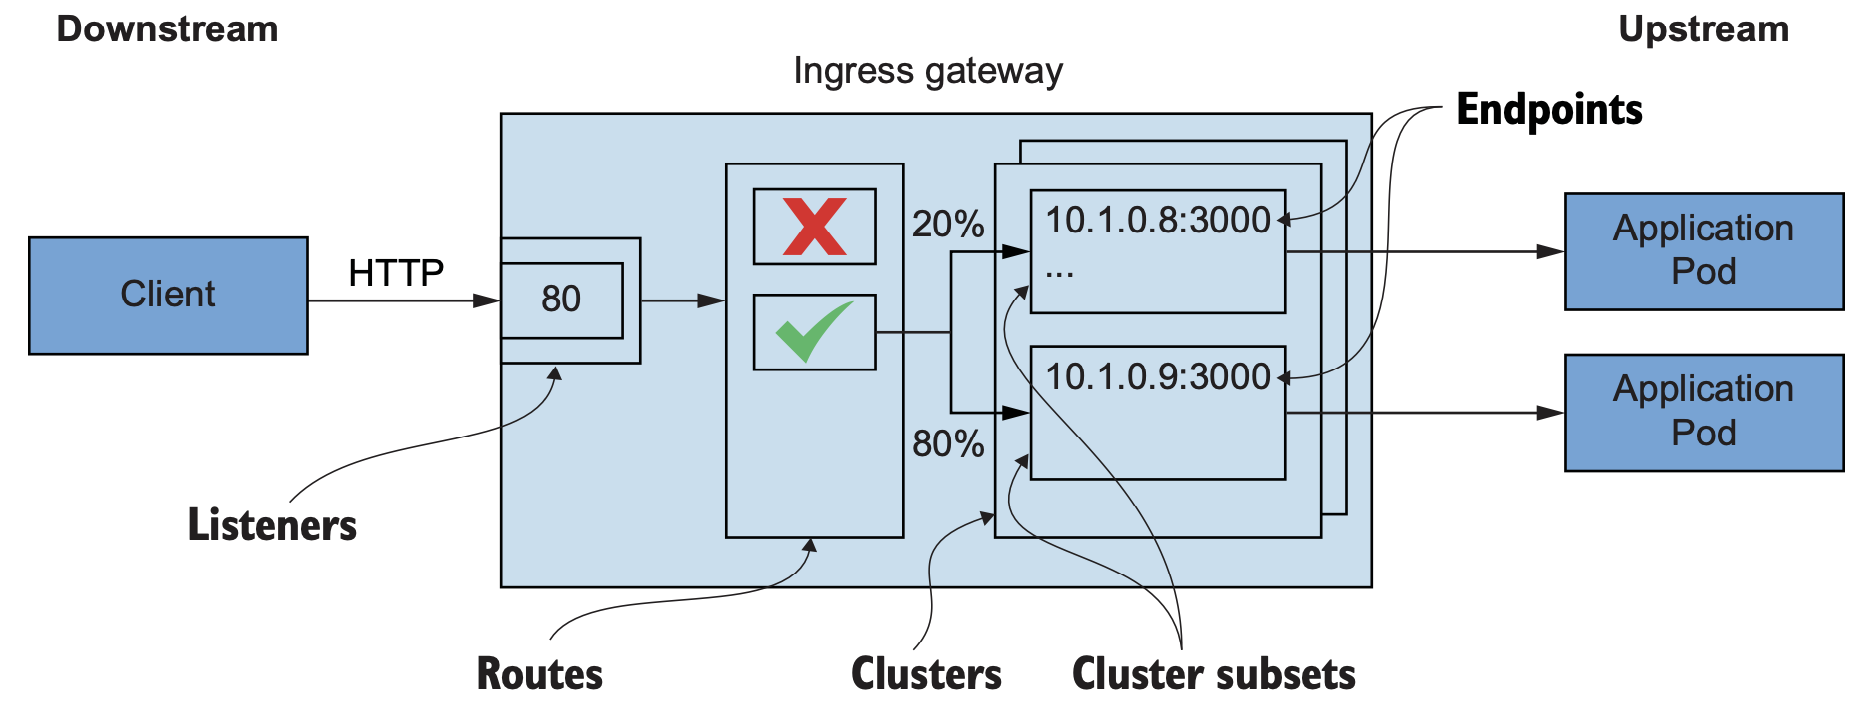 Downstream
Upstream
Ingress gateway
Endpoints
Client
HTTP
80
20%
80%
10.1.0.8:3000
...
10.1.0.9:3000
Application
Pod
Application
Pod
Listeners
Routes
Clusters
Cluster subsets